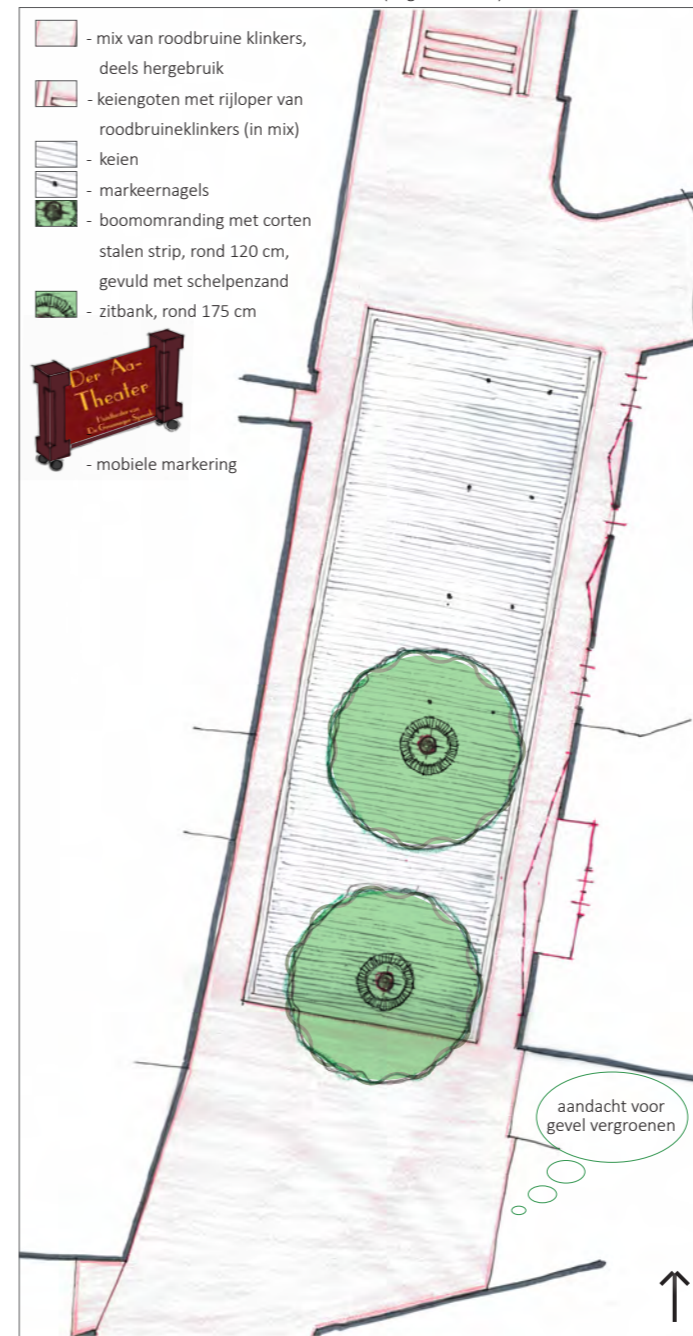 - mix van roodbruine klinkers,
deels hergebruik
- keiengoten met rijloper van
roodbruineklinkers (in mix)
- keien
- markeernagels
- boomomranding met corten
stalen strip, rond 120 cm,
gevuld met schelpenzand
- zitbank, rond 175 cm
Der Aa-
Theater
- mobiele markering
aandacht voor
gevel vergroenen